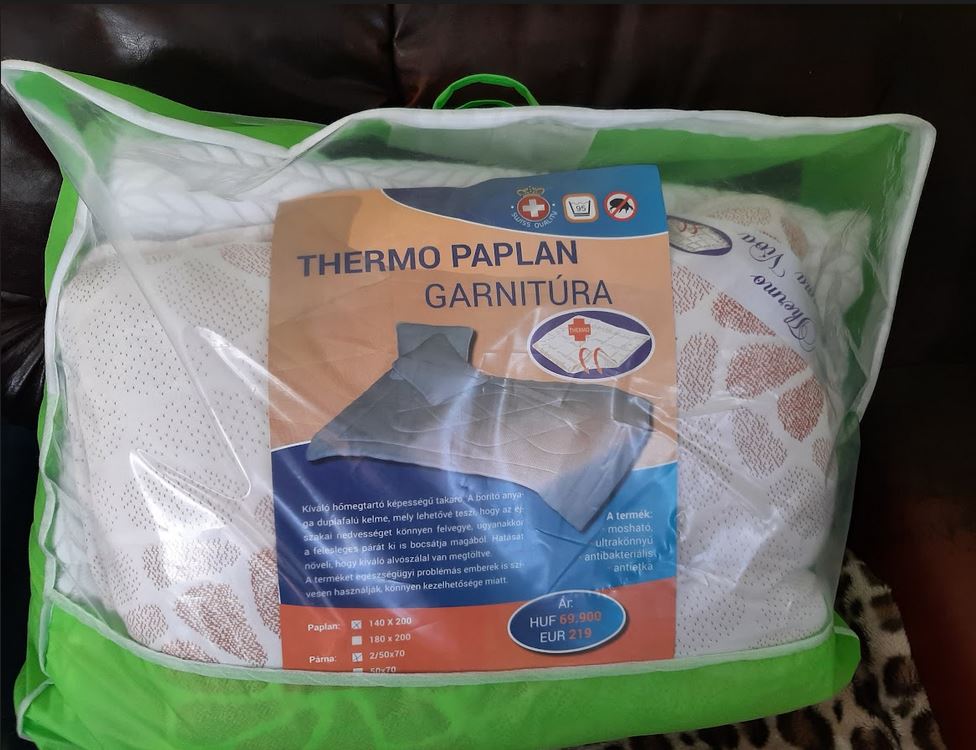 SWISS QUALITY
95
THERMO PAPLAN
GARNITÚRA
THERMO
Thermo
Viva
Kiváló hőmegtartó képességű takaró. A borító anya-
ga duplafalú kelme, mely lehetővé teszi, hogy az éj-
szakai nedvességet könnyen felvegye, ugyanakkor
a felesleges párát ki is bocsátja magából. Hatását
növeli, hogy kiváló alvószálal van megtöltve.
A terméket egészségügyi problémás emberek is szí-
vesen használják, könnyen kezelhetősége miatt.
A termék:
mosható,
ultrakönnyű
antibakteriális
antiatka
Paplan: 140 X 200
180 x 200
Párna: 2/50x70
50x70
Ár:
HUF 69.900
EUR 219